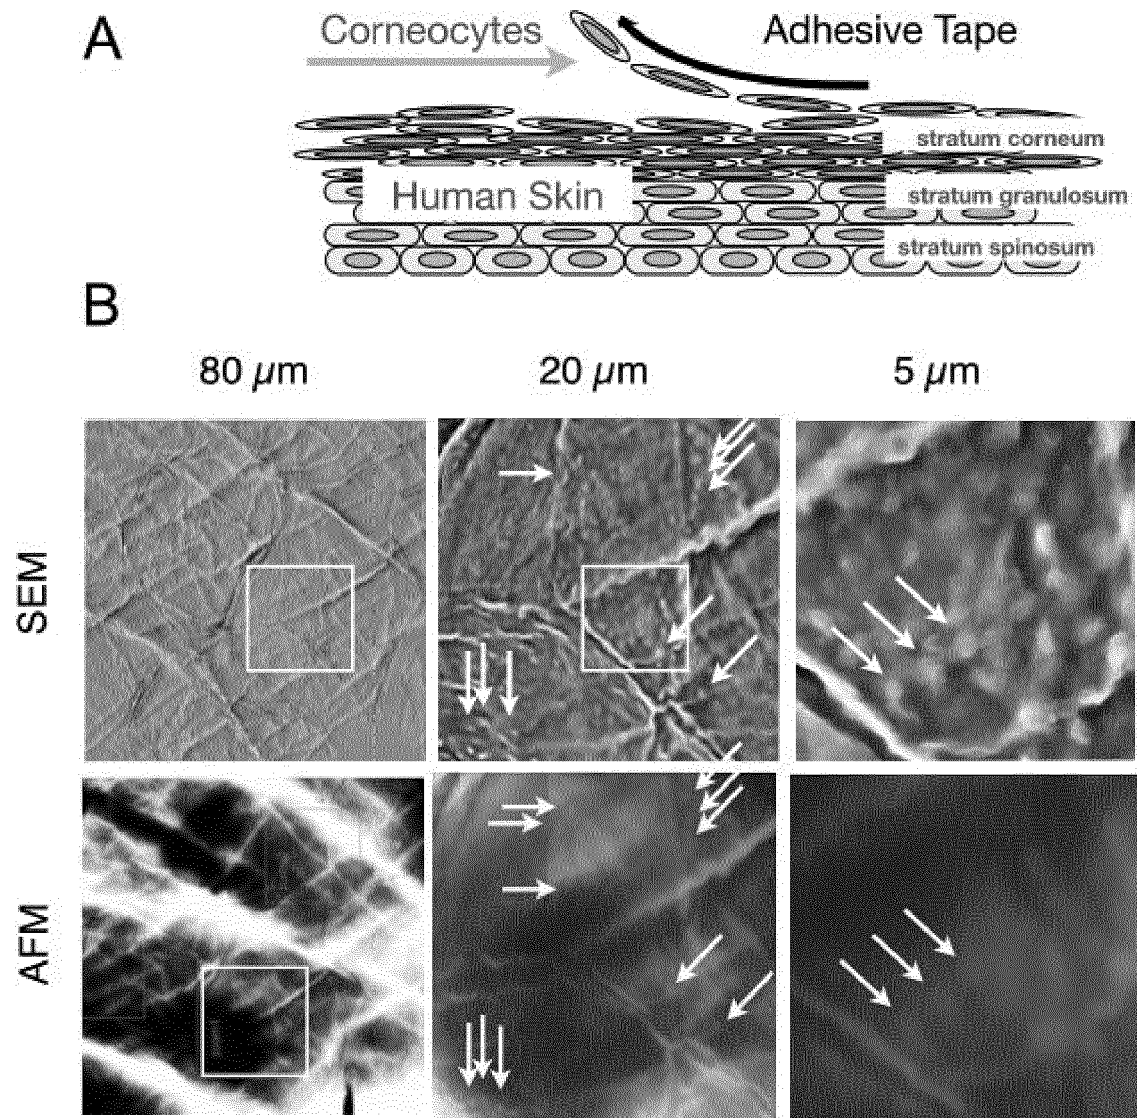 A
Corneocytes
Adhesive Tape
stratum corneum
Human Skin
stratum granulosum
stratum spinosum
B
80 µm
20 µm
5 µm
SEM
AFM